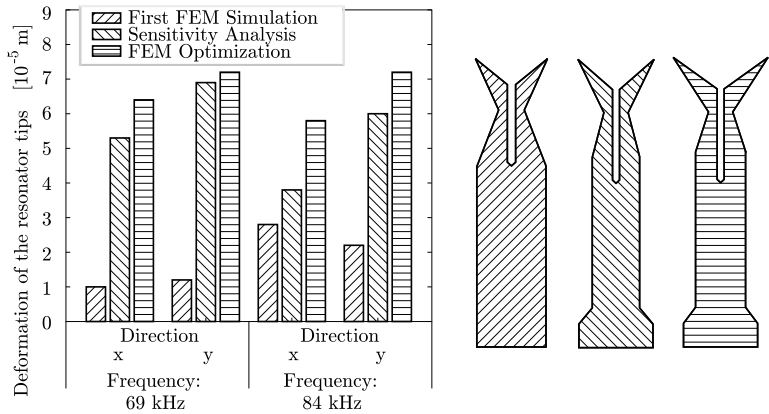 Deformation of the resonator tips [10⁻⁵ m]
9
8
7
6
5
4
3
2
1
0
First FEM Simulation
Sensitivity Analysis
FEM Optimization
Direction
x y
Frequency:
69 kHz
Direction
x y
Frequency:
84 kHz